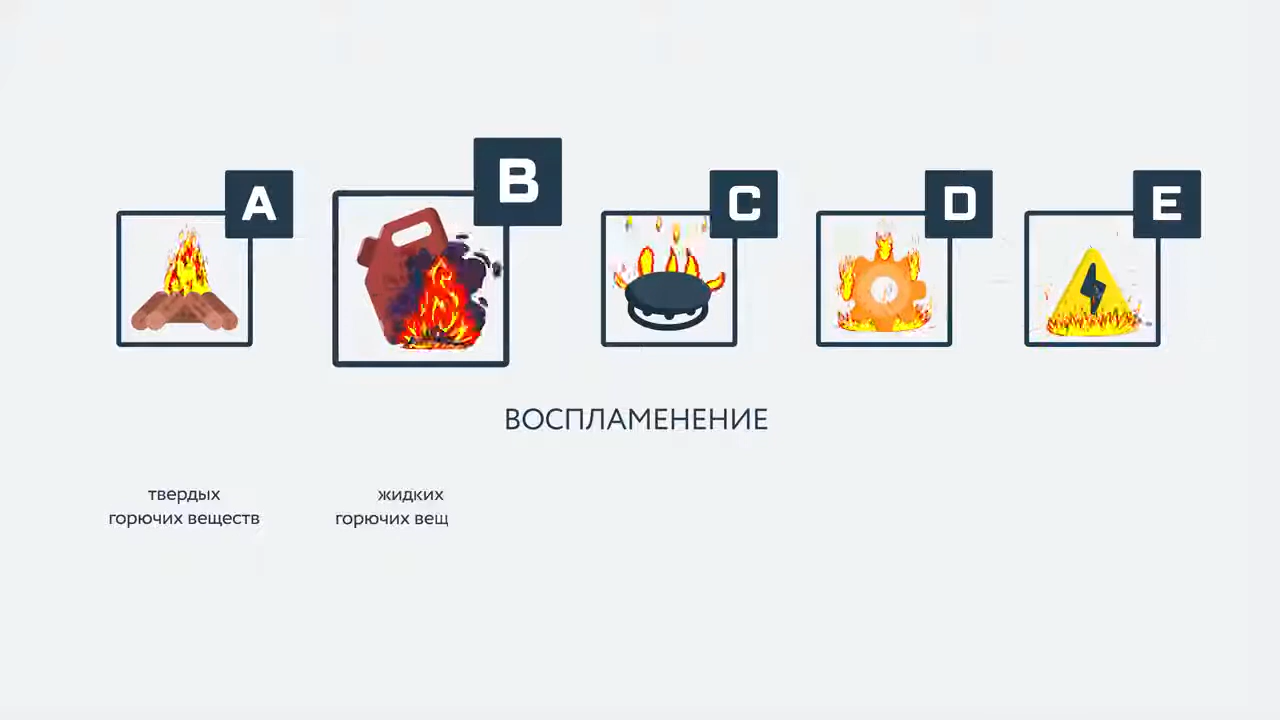 A
B
C
D
E
ВОСПЛАМЕНЕНИЕ
твердых
горючих веществ
жидких
горючих вещ